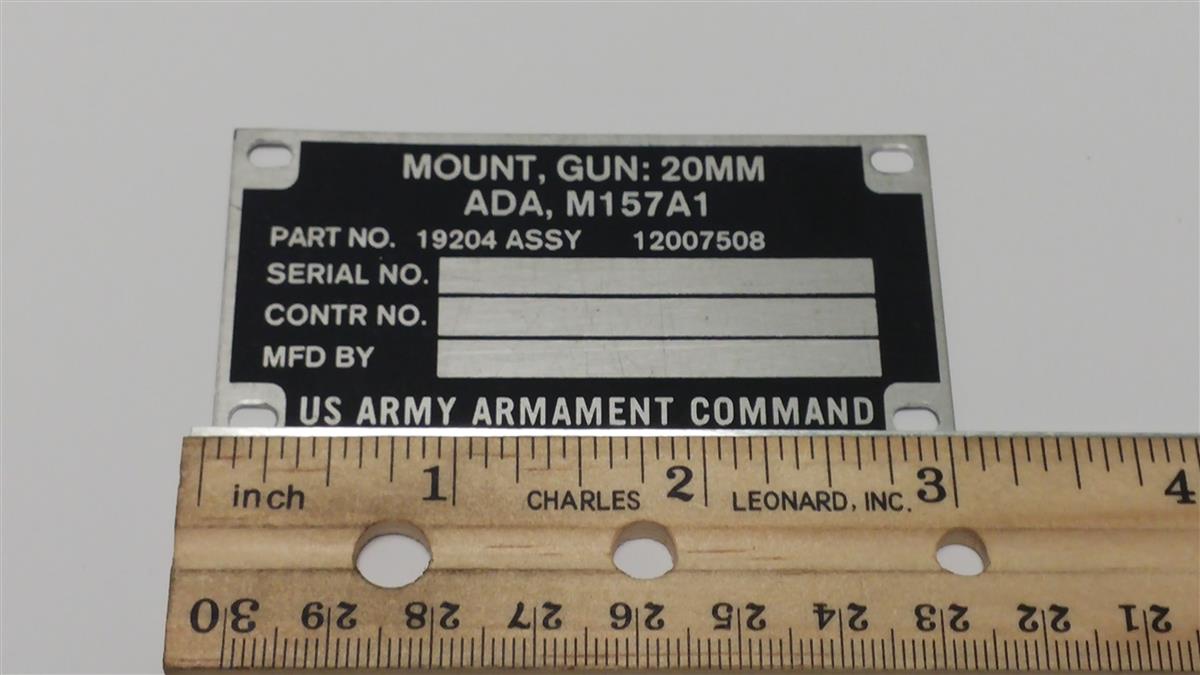 MOUNT, GUN: 20MM
ADA, M157A1
PART NO. 19204 ASSY 12007508
SERIAL NO.
CONTR NO.
MFD BY
US ARMY ARMAMENT COMMAND
1 2 3 4
inch CHARLES LEONARD, INC.
30 29 28 27 26 25 24 23 22 21